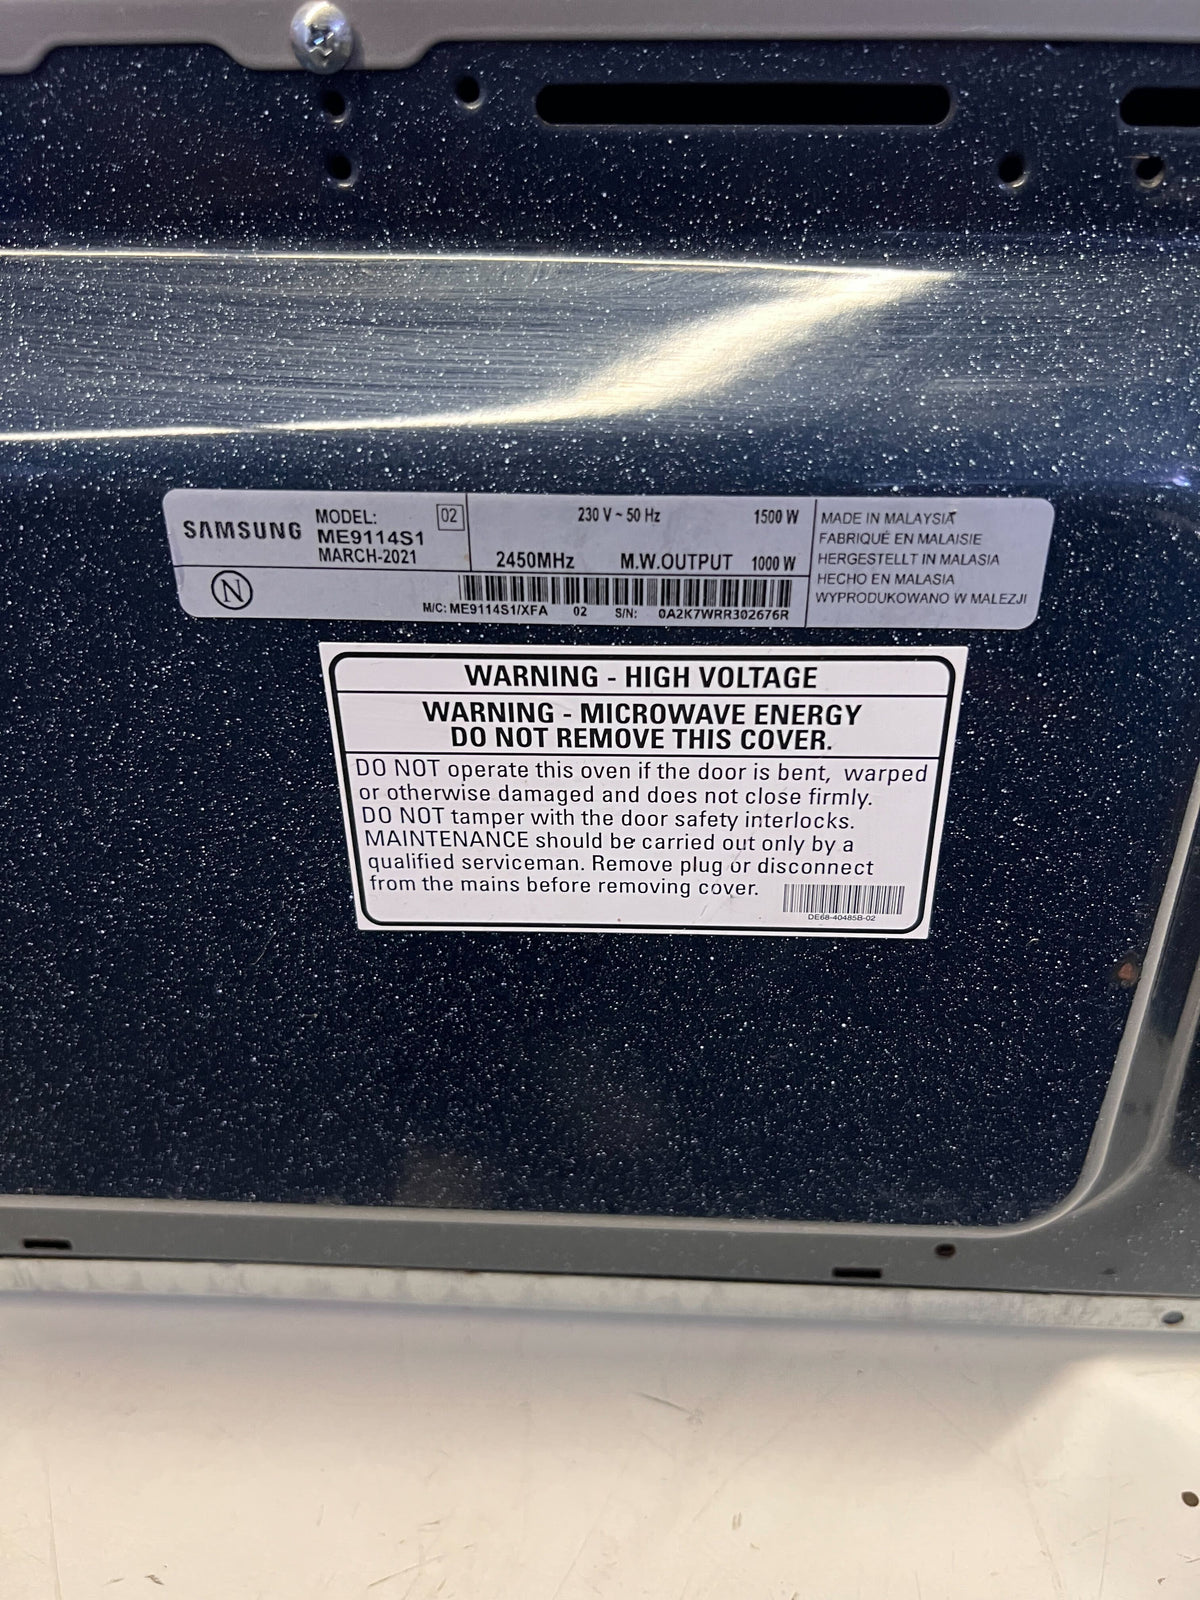 SAMSUNG
MODEL: 02
ME9114S1
MARCH-2021
N
230 V ~ 50 Hz 1500 W
2450MHz M.W.OUTPUT 1000 W
M/C: ME9114S1/XFA 02 S/N: 0A2K7WRR302676R
MADE IN MALAYSIA
FABRIQUÉ EN MALAISIE
HERGESTELLT IN MALASIA
HECHO EN MALASIA
WYPRODUKOWANO W MALEZJI
WARNING - HIGH VOLTAGE
WARNING - MICROWAVE ENERGY
DO NOT REMOVE THIS COVER.
DO NOT operate this oven if the door is bent, warped
or otherwise damaged and does not close firmly.
DO NOT tamper with the door safety interlocks.
MAINTENANCE should be carried out only by a
qualified serviceman. Remove plug or disconnect
from the mains before removing cover.
DE68-40485B-02